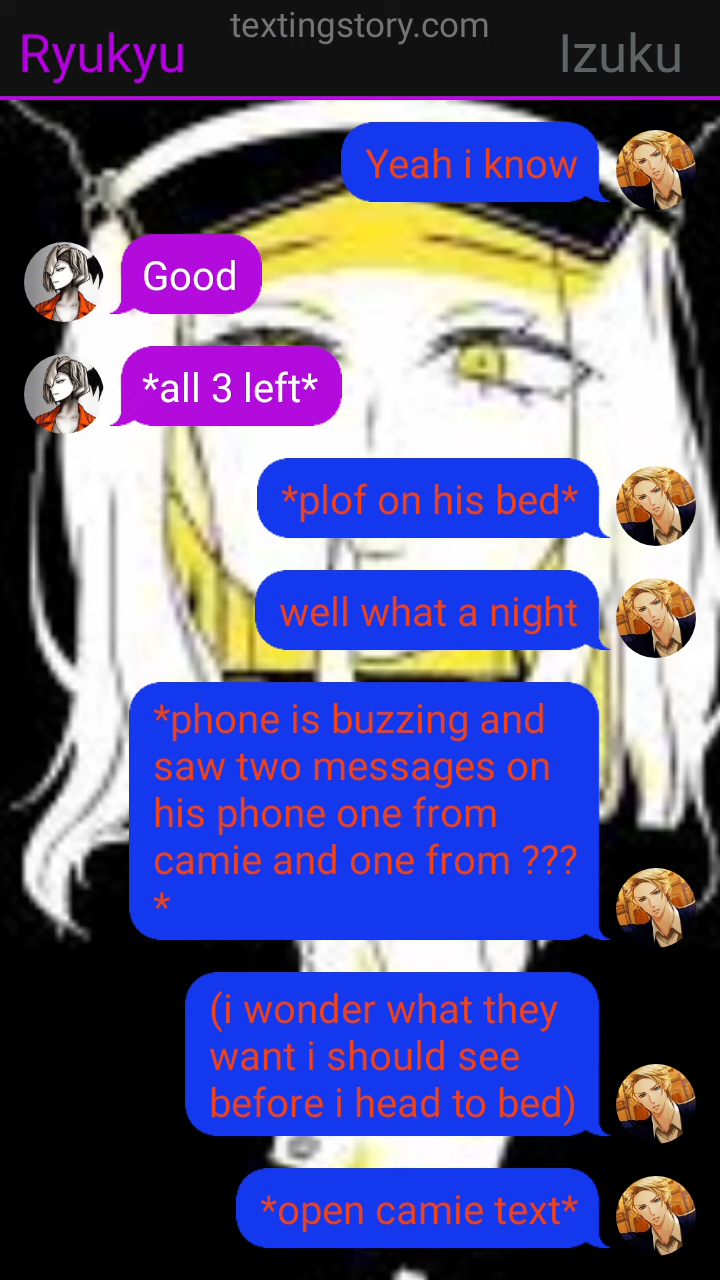 textingstory.com
Ryukyu
Izuku
Yeah i know
Good
*all 3 left*
*plof on his bed*
well what a night
*phone is buzzing and
saw two messages on
his phone one from
camie and one from ???
*
(i wonder what they
want i should see
before i head to bed)
*open camie text*